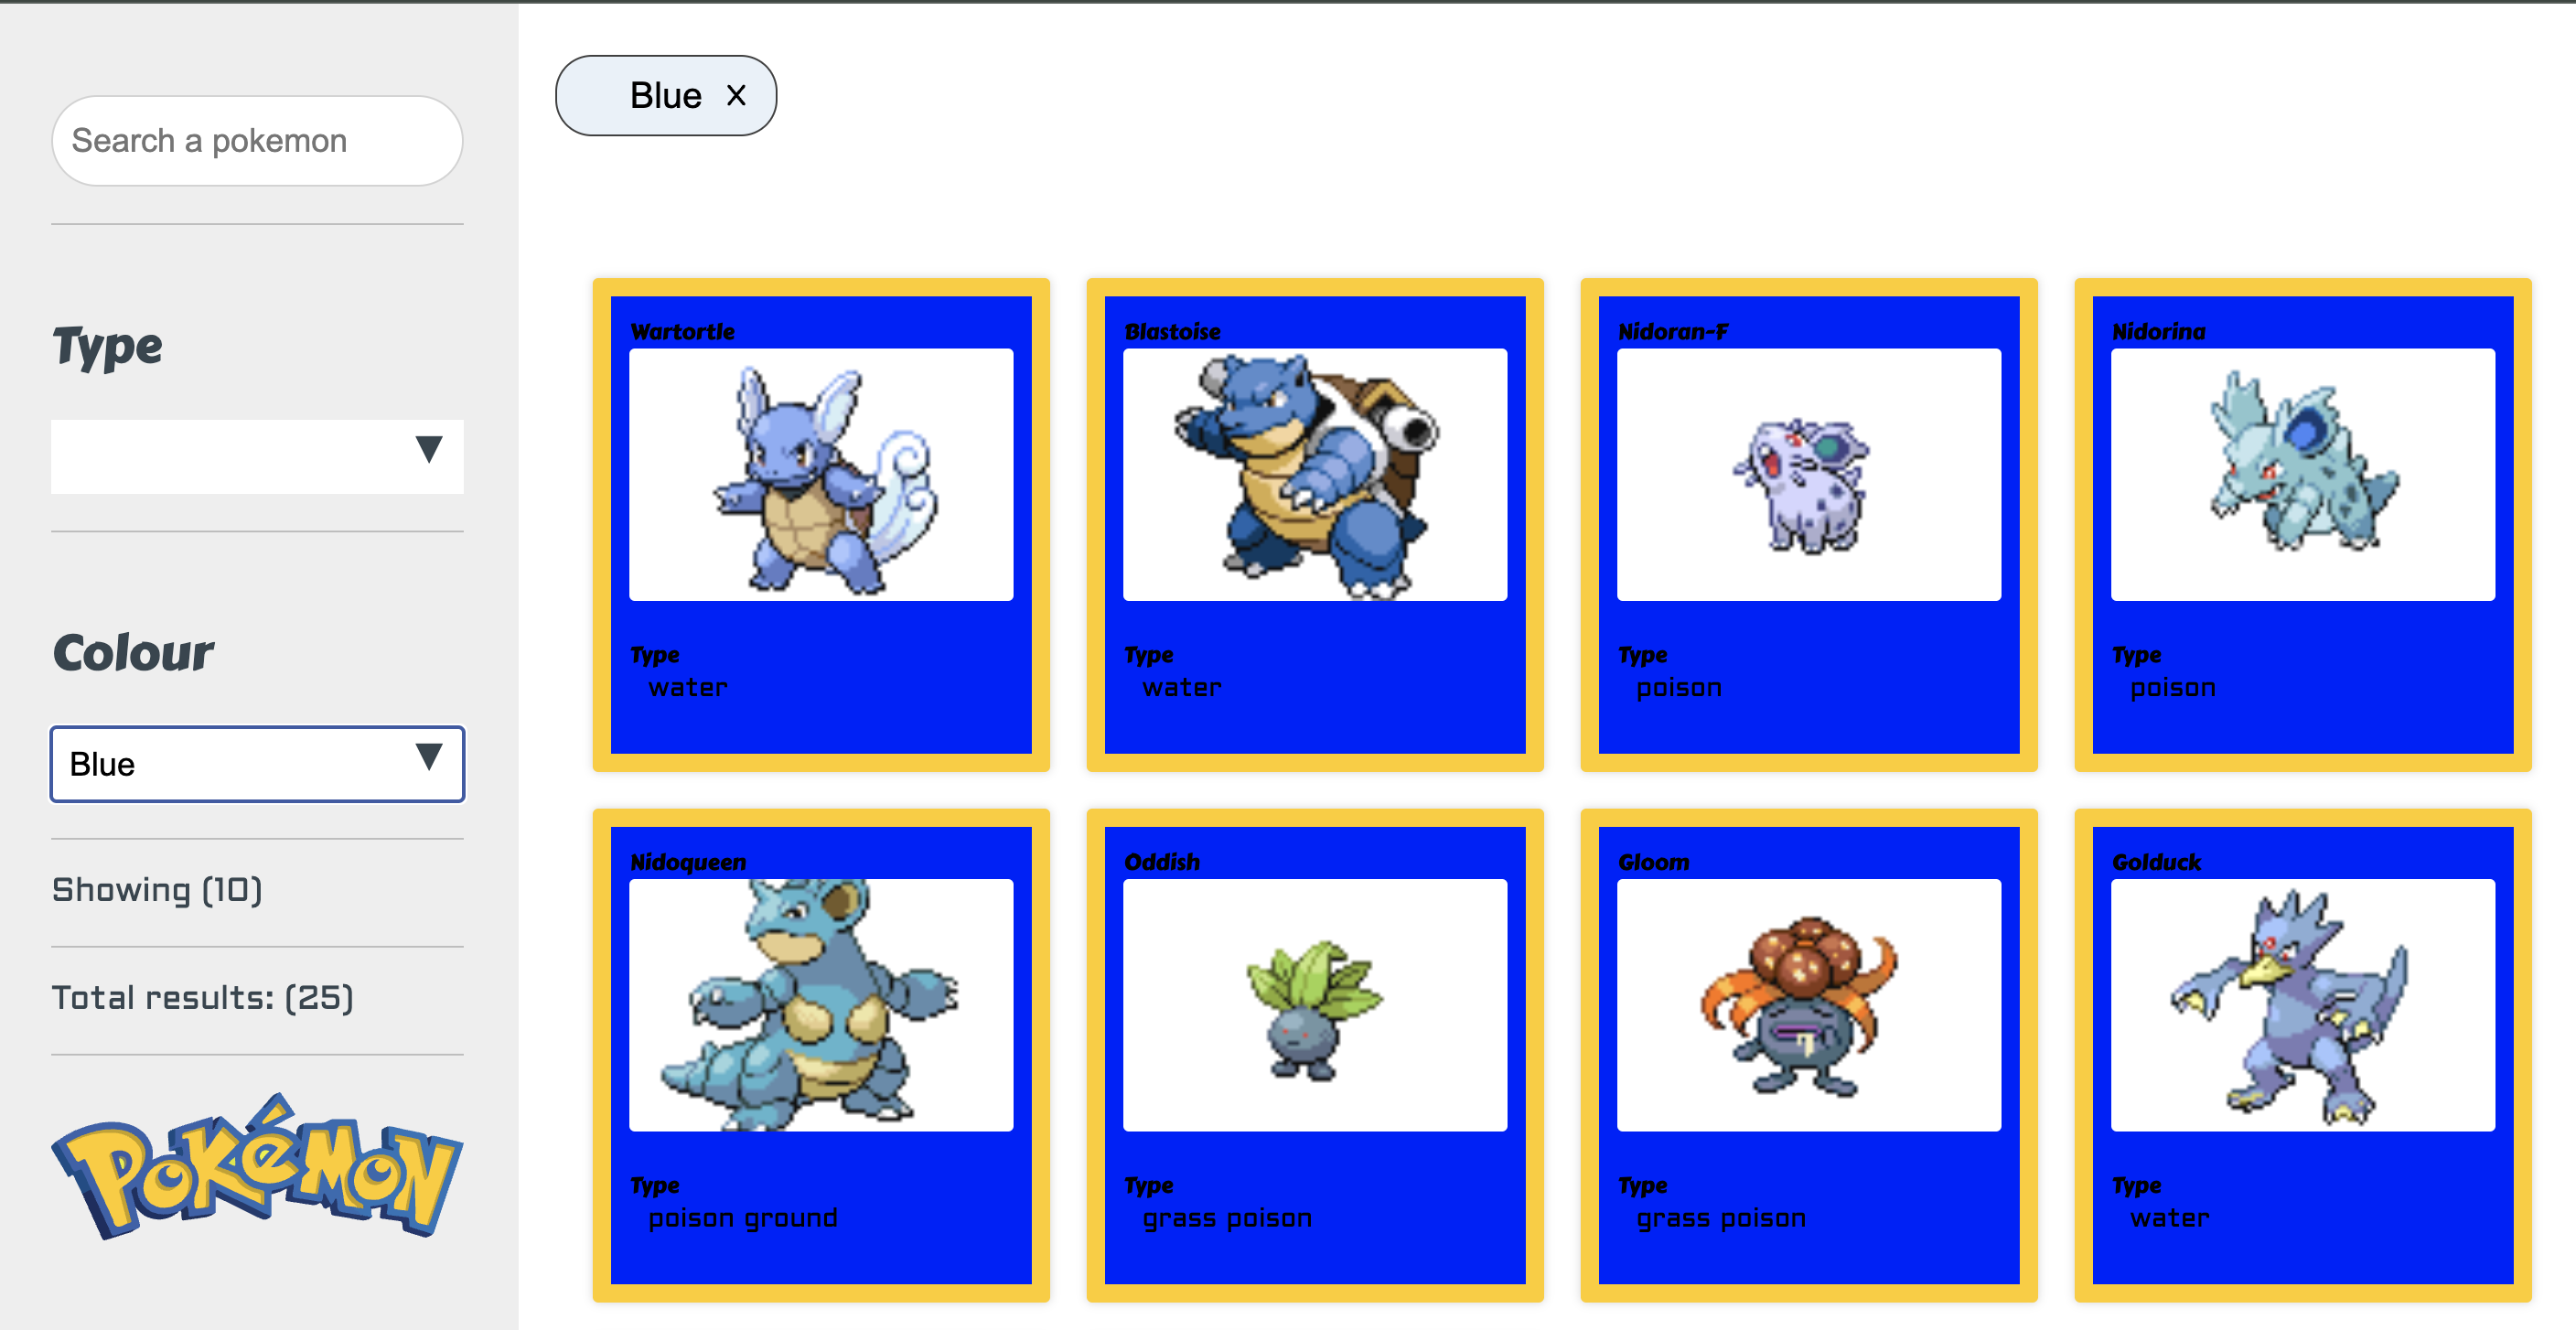 Search a pokemon
Type
Colour
Blue
Showing (10)
Total results: (25)
Pokémon
Blue X
Wartortle
Type
water
Blastoise
Type
water
Nidoran-F
Type
poison
Nidorina
Type
poison
Nidoqueen
Type
poison ground
Oddish
Type
grass poison
Gloom
Type
grass poison
Golduck
Type
water